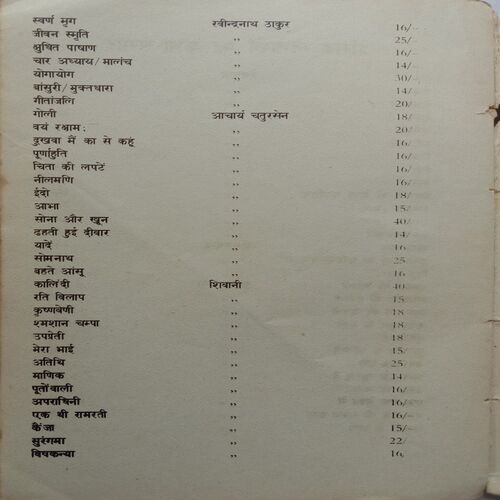 स्वर्ण मृग रवीन्द्रनाथ ठाकुर 16/-
जीवन स्मृति ,, 25/-
क्षुधित पाषाण ,, 16/-
चार अध्याय/मालंच ,, 14/-
योगायोग ,, 30/-
बांसुरी/मुक्तधारा ,, 14/-
गीतांजलि ,, 20/
गोली आचार्य चतुरसेन 18/
वयं रक्षामः ,, 20/
दुखवा मैं का से कहूं ,, 16/
पूर्णाहुति ,, 16/
चिता की लपटें ,, 16/
नीलमणि ,, 16/
ईदो ,, 18/
आभा ,, 15/
सोना और खून ,, 40/
ढहती हुई दीवार ,, 14/
यादें ,, 16
सोमनाथ ,, 25
बहते आंसू ,, 16
कालिंदी शिवानी 40
रति विलाप ,, 15
कृष्णवेणी ,, 18
श्मशान चम्पा ,, 18
उपप्रेती ,, 18
मेरा भाई ,, 15/
अतिथि ,, 25
माणिक ,, 14
पूतोंवाली ,, 16/
अपराधिनी ,, 16/
एक थी रामरती ,, 16/
कैंजा ,, 15/-
सुरंगमा ,, 22/
विषकन्या ,, 16